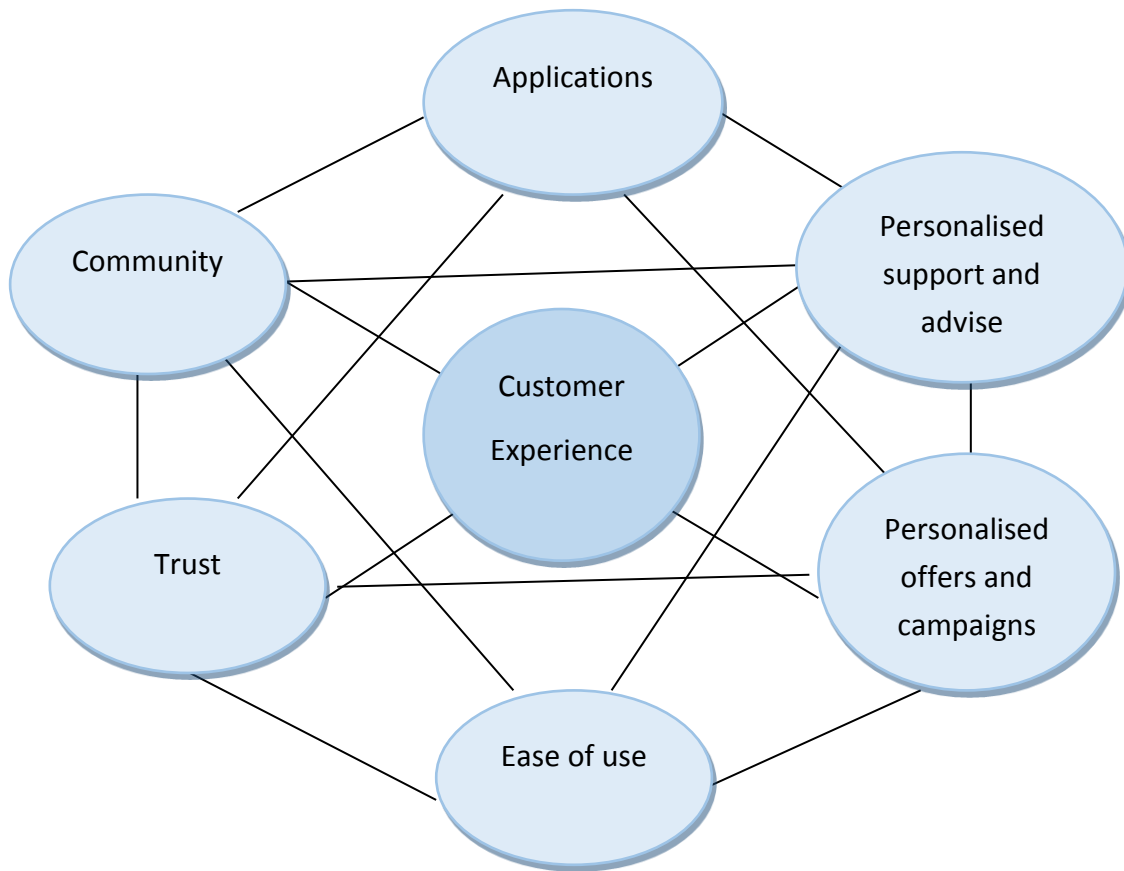 Applications
Community
Personalised
support and
advise
Customer
Experience
Trust
Personalised
offers and
campaigns
Ease of use